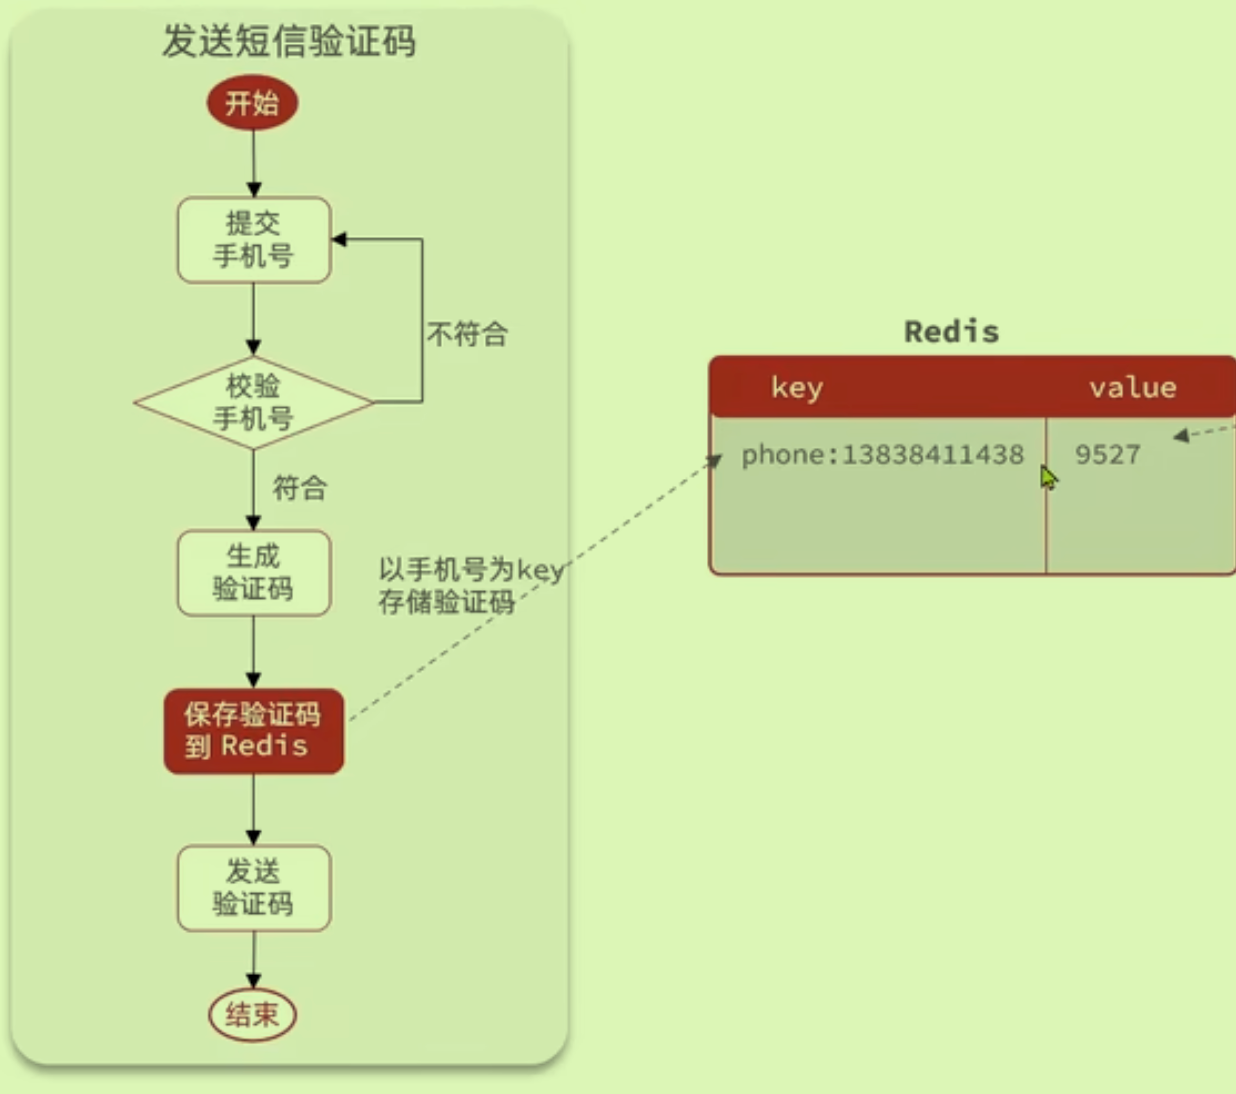 发送短信验证码
开始
提交
手机号
不符合
校验
手机号
符合
生成
验证码
以手机号为key
存储验证码
保存验证码
到 Redis
发送
验证码
结束
Redis
key
value
phone:13838411438
9527